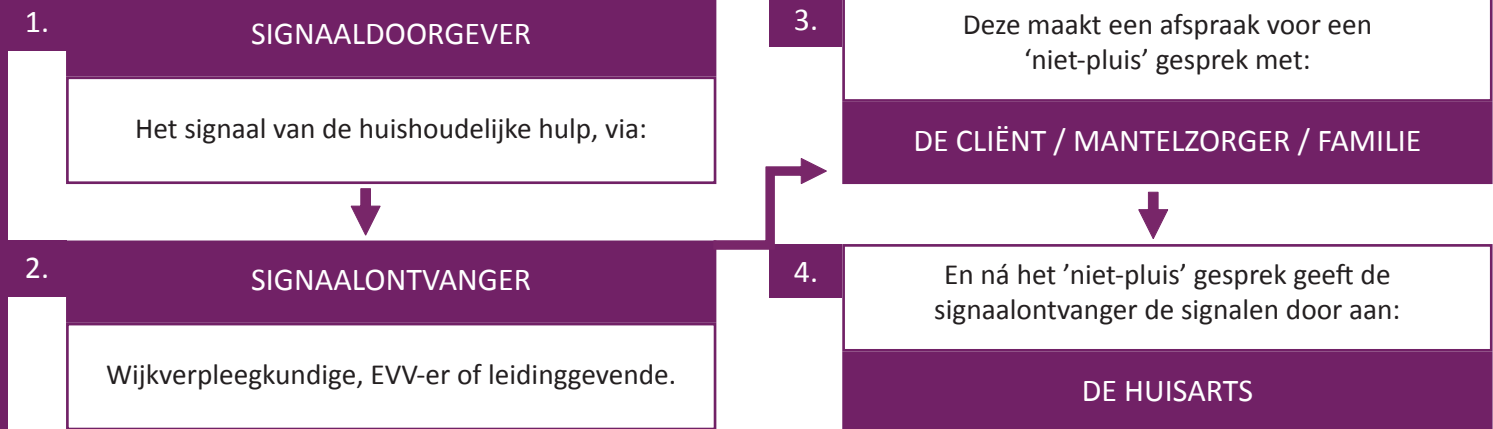 1.
SIGNAALDOORGEVER
Het signaal van de huishoudelijke hulp, via:
2.
SIGNAALONTVANGER
Wijkverpleegkundige, EVV-er of leidinggevende.
3.
Deze maakt een afspraak voor een
‘niet-pluis’ gesprek met:
DE CLIËNT / MANTELZORGER / FAMILIE
4.
En ná het ’niet-pluis’ gesprek geeft de
signaalontvanger de signalen door aan:
DE HUISARTS